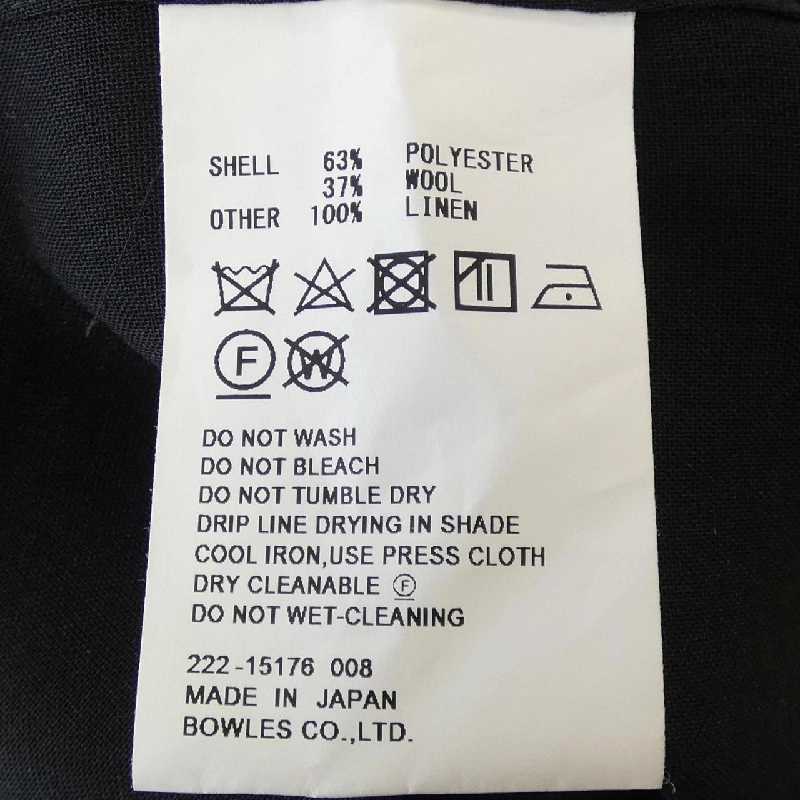 SHELL 63% POLYESTER
37% WOOL
OTHER 100% LINEN
F W
DO NOT WASH
DO NOT BLEACH
DO NOT TUMBLE DRY
DRIP LINE DRYING IN SHADE
COOL IRON,USE PRESS CLOTH
DRY CLEANABLE Ⓕ
DO NOT WET-CLEANING
222-15176 008
MADE IN JAPAN
BOWLES CO.,LTD.